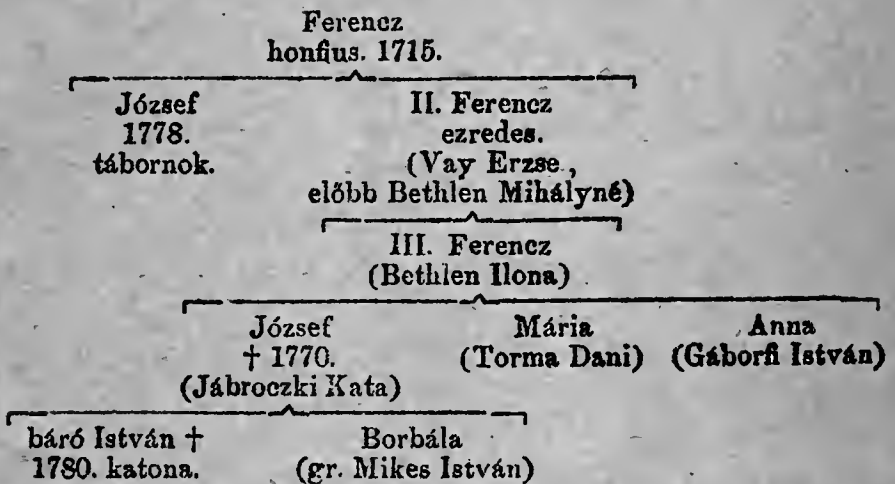 Ferencz
honfius. 1715.
József II. Ferencz
1778. ezredes.
tábornok. (Vay Erzse,
előbb Bethlen Mihályné)
III. Ferencz
(Bethlen Ilona)
József Mária Anna
† 1770. (Torma Dani) (Gáborfi István)
(Jábroczki Kata)
báró István † Borbála
1780. katona. (gr. Mikes István)